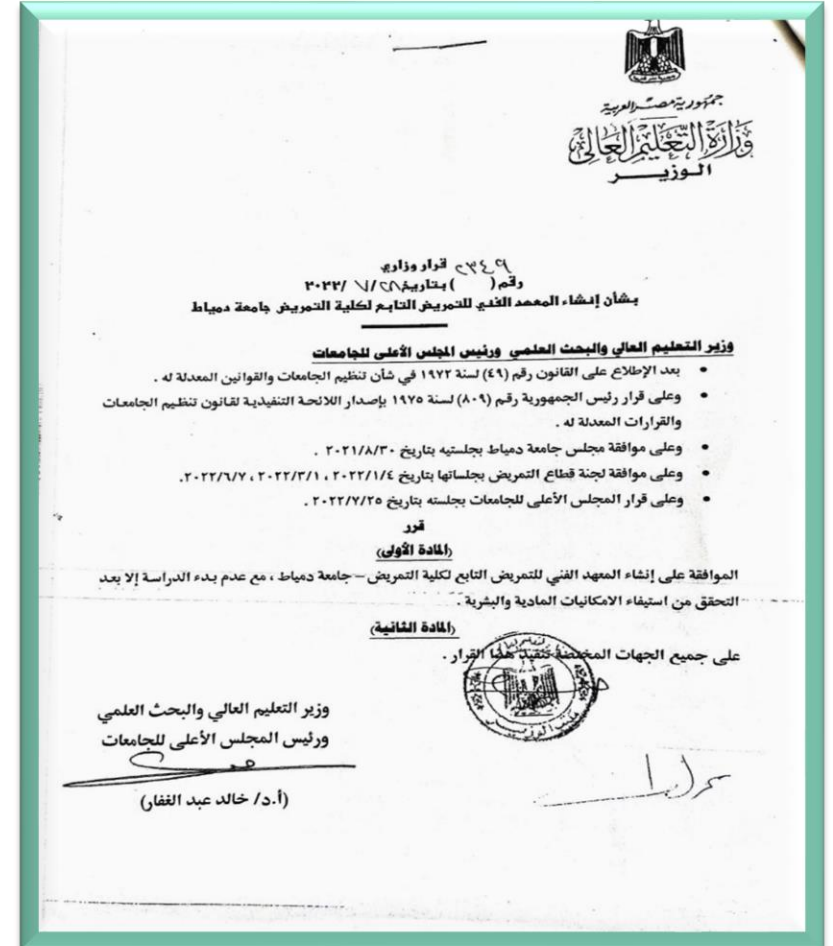 جمهورية مصر العربية
وزارة التعليم العالي
الوزيــــر
قرار وزاري
رقم ( ٢٣٤٩ ) بتاريخ ٢٨ / ٧ / ٢٠٢٢
بشأن إنشاء المعهد الفني للتمريض التابع لكلية التمريض جامعة دمياط
وزير التعليم العالي والبحث العلمي ورئيس المجلس الأعلى للجامعات
• بعد الإطلاع على القانون رقم (٤٩) لسنة ١٩٧٢ في شأن تنظيم الجامعات والقوانين المعدلة له .
• وعلى قرار رئيس الجمهورية رقم (٨٠٩) لسنة ١٩٧٥ بإصدار اللائحة التنفيذية لقانون تنظيم الجامعات
والقرارات المعدلة له .
• وعلى موافقة مجلس جامعة دمياط بجلستيه بتاريخ ٢٠٢١/٨/٣٠ .
• وعلى موافقة لجنة قطاع التمريض بجلساتها بتاريخ ٢٠٢٢/١/٤ ، ٢٠٢٢/٣/١ ، ٢٠٢٢/٦/٧.
• وعلى قرار المجلس الأعلى للجامعات بجلسته بتاريخ ٢٠٢٢/٧/٢٥ .
قرر
(المادة الأولى)
الموافقة على إنشاء المعهد الفني للتمريض التابع لكلية التمريض – جامعة دمياط ، مع عدم بدء الدراسة إلا بعد
التحقق من استيفاء الامكانيات المادية والبشرية .
(المادة الثانية)
على جميع الجهات المختصة تنفيذ هذا القرار .
مكتب الوزير
وزير التعليم العالي والبحث العلمي
ورئيس المجلس الأعلى للجامعات
(أ.د/ خالد عبد الغفار)